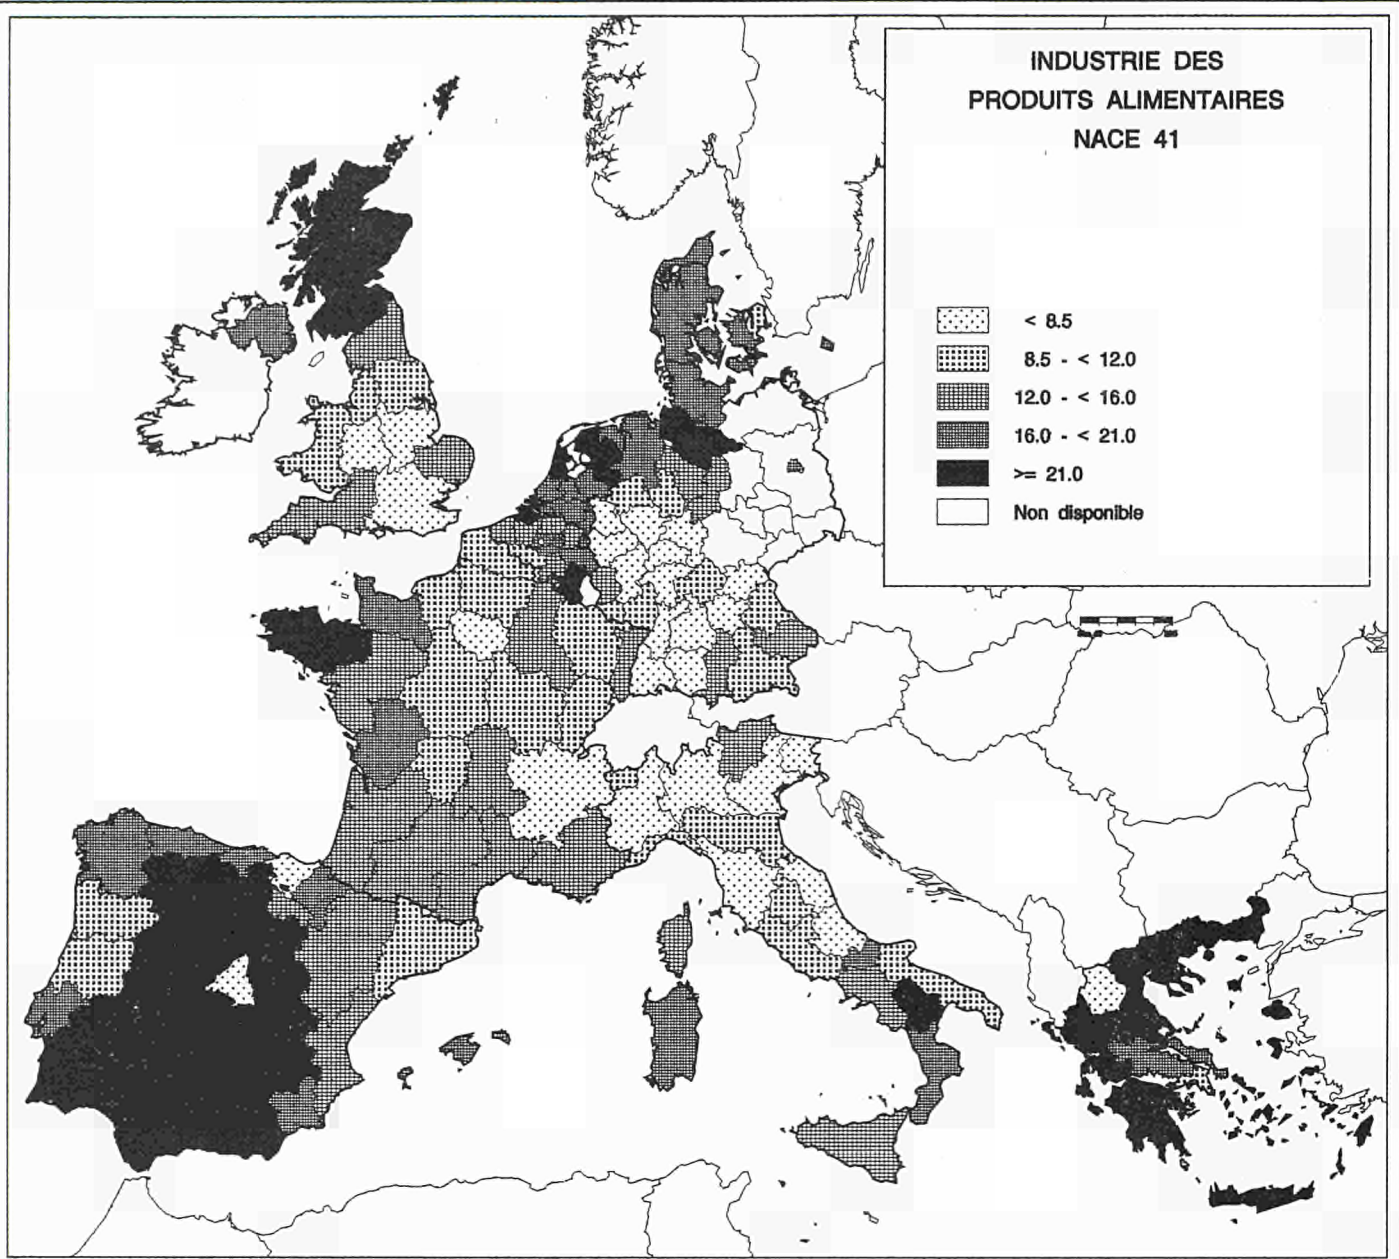 INDUSTRIE DES
PRODUITS ALIMENTAIRES
NACE 41
< 8.5
8.5 - < 12.0
12.0 - < 16.0
16.0 - < 21.0
>= 21.0
Non disponible